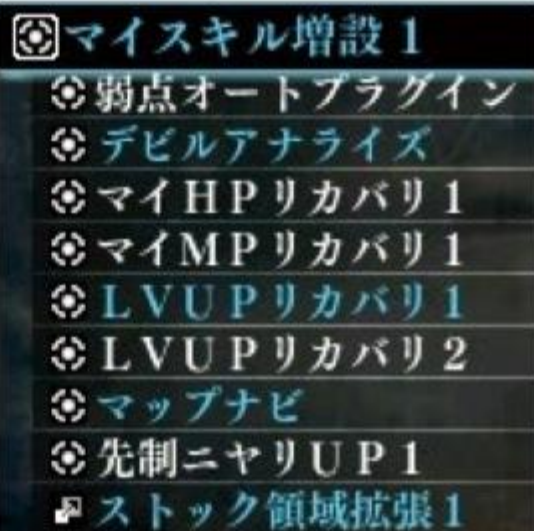 マイスキル増設1
弱点オートプラグイン
デビルアナライズ
マイHPリカバリ1
マイMPリカバリ1
LVUPリカバリ1
LVUPリカバリ2
マップナビ
先制ニヤリUP1
ストック領域拡張1